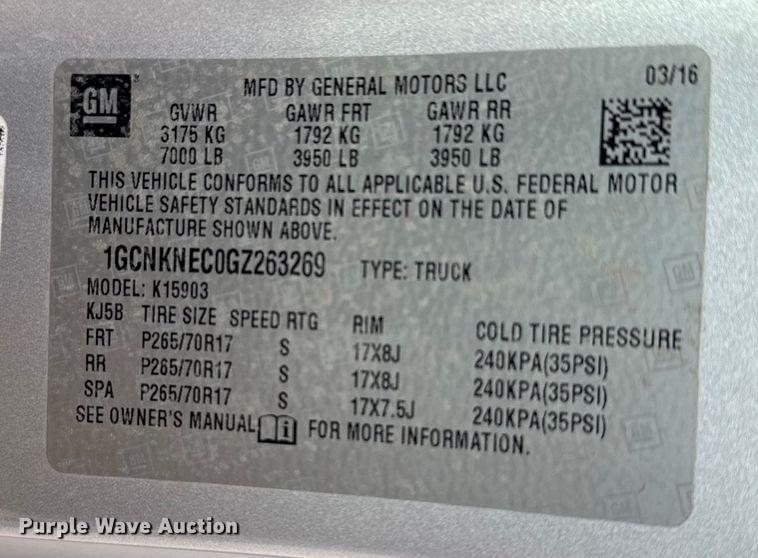 GM
MFD BY GENERAL MOTORS LLC 03/16
GVWR GAWR FRT GAWR RR
3175 KG 1792 KG 1792 KG
7000 LB 3950 LB 3950 LB
THIS VEHICLE CONFORMS TO ALL APPLICABLE U.S. FEDERAL MOTOR
VEHICLE SAFETY STANDARDS IN EFFECT ON THE DATE OF
MANUFACTURE SHOWN ABOVE.
1GCNKNEC0GZ263269 TYPE: TRUCK
MODEL: K15903
KJ5B TIRE SIZE SPEED RTG RIM COLD TIRE PRESSURE
FRT P265/70R17 S 17X8J 240KPA(35PSI)
RR P265/70R17 S 17X8J 240KPA(35PSI)
SPA P265/70R17 S 17X7.5J 240KPA(35PSI)
SEE OWNER'S MANUAL i FOR MORE INFORMATION.
Purple Wave Auction